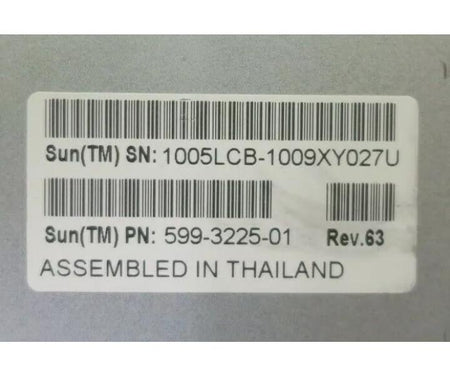 Sun(TM) SN: 1005LCB-1009XY027U
Sun(TM) PN: 599-3225-01 Rev.63
ASSEMBLED IN THAILAND